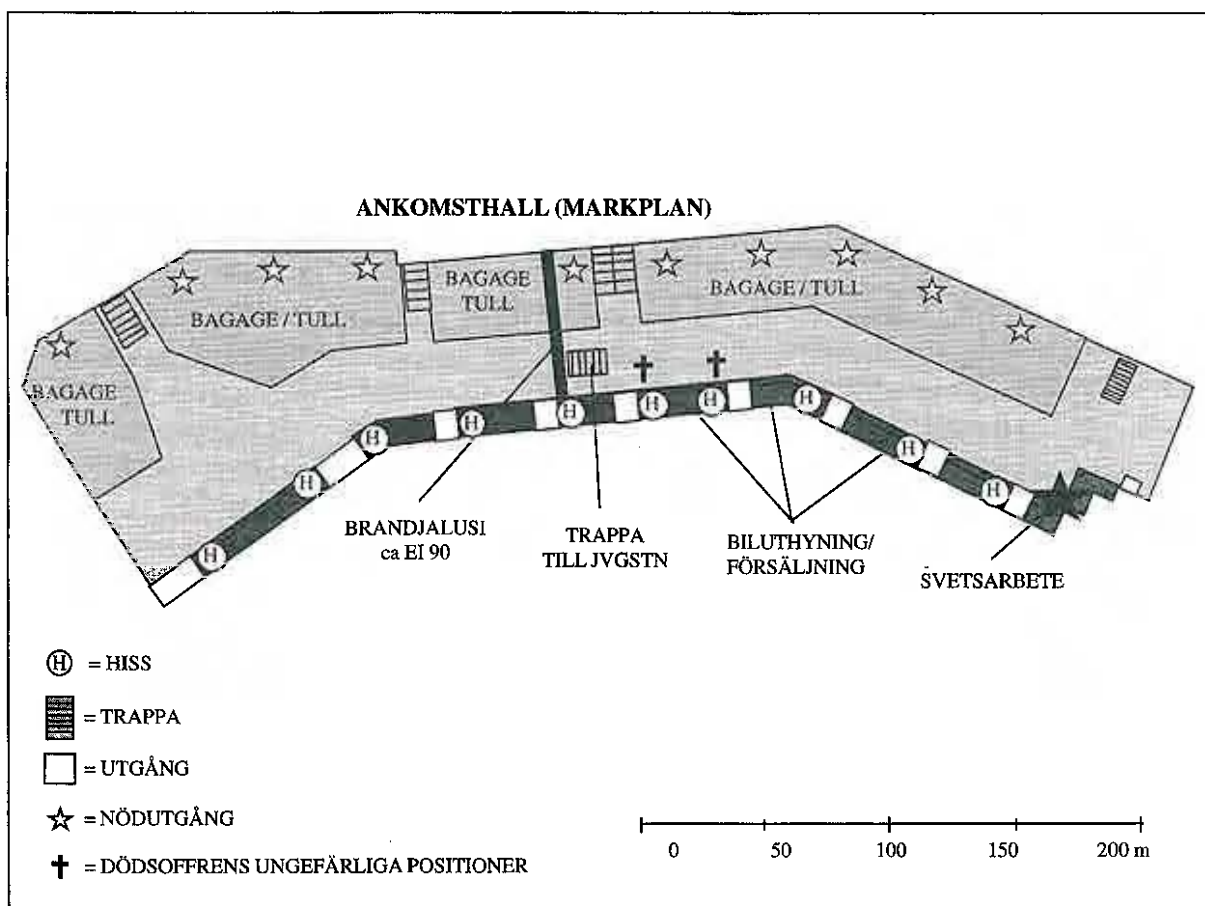 ANKOMSTHALL (MARKPLAN)
BAGAGE / TULL
BAGAGE
TULL
BAGAGE / TULL
BAGAGE
TULL
H
H
H
H
H
H
H
H
H
H
BRANDJALUSI
ca EI 90
TRAPPA
TILL JVGSTN
BILUTHYNING/
FÖRSÄLJNING
SVETSARBETE
H = HISS
= TRAPPA
= UTGÅNG
= NÖDUTGÅNG
= DÖDSOFFRENS UNGEFÄRLIGA POSITIONER
0 50 100 150 200 m